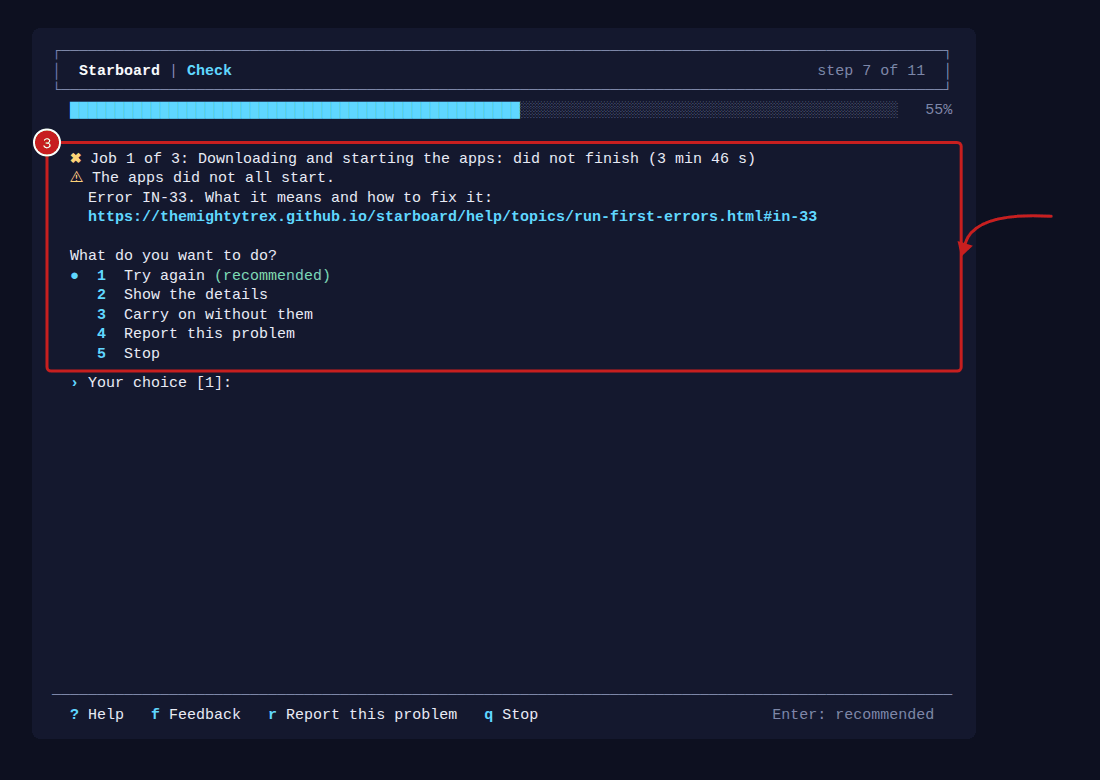 Starboard | Check step 7 of 11
55%
3
✖ Job 1 of 3: Downloading and starting the apps: did not finish (3 min 46 s)
⚠ The apps did not all start.
Error IN-33. What it means and how to fix it:
https://themightytrex.github.io/starboard/help/topics/run-first-errors.html#in-33
What do you want to do?
● 1 Try again (recommended)
2 Show the details
3 Carry on without them
4 Report this problem
5 Stop
› Your choice [1]:
? Help f Feedback r Report this problem q Stop Enter: recommended